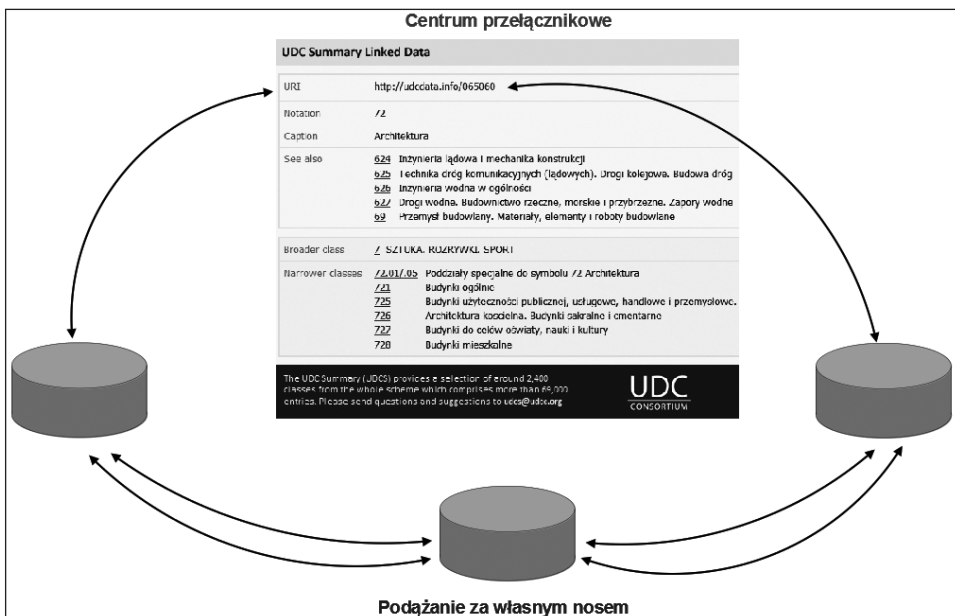 Centrum przełącznikowe
UDC Summary Linked Data
URI http://udcdata.info/065060
Notation 72
Caption Architektura
See also 624 Inżynieria lądowa i mechanika konstrukcji
625 Technika dróg komunikacyjnych (lądowych). Drogi kolejowe. Budowa dróg
626 Inżynieria wodna w ogólności
627 Drogi wodne. Budownictwo rzeczne, morskie i przybrzeżne. Zapory wodne
69 Przemysł budowlany. Materiały, elementy i roboty budowlane
Broader class 7 SZTUKA. ROZRYWKI. SPORT
Narrower classes 72.01/.05 Poddziały specjalne do symbolu 72 Architektura
721 Budynki ogólnie
725 Budynki użyteczności publicznej, usługowe, handlowe i przemysłowe.
726 Architektura kościelna. Budynki sakralne i cmentarne
727 Budynki do celów oświaty, nauki i kultury
728 Budynki mieszkalne
The UDC Summary (UDCS) provides a selection of around 2,400
classes from the whole scheme which comprises more than 69,000
entries. Please send questions and suggestions to udcs@udcc.org
UDC
CONSORTIUM
Podążanie za własnym nosem